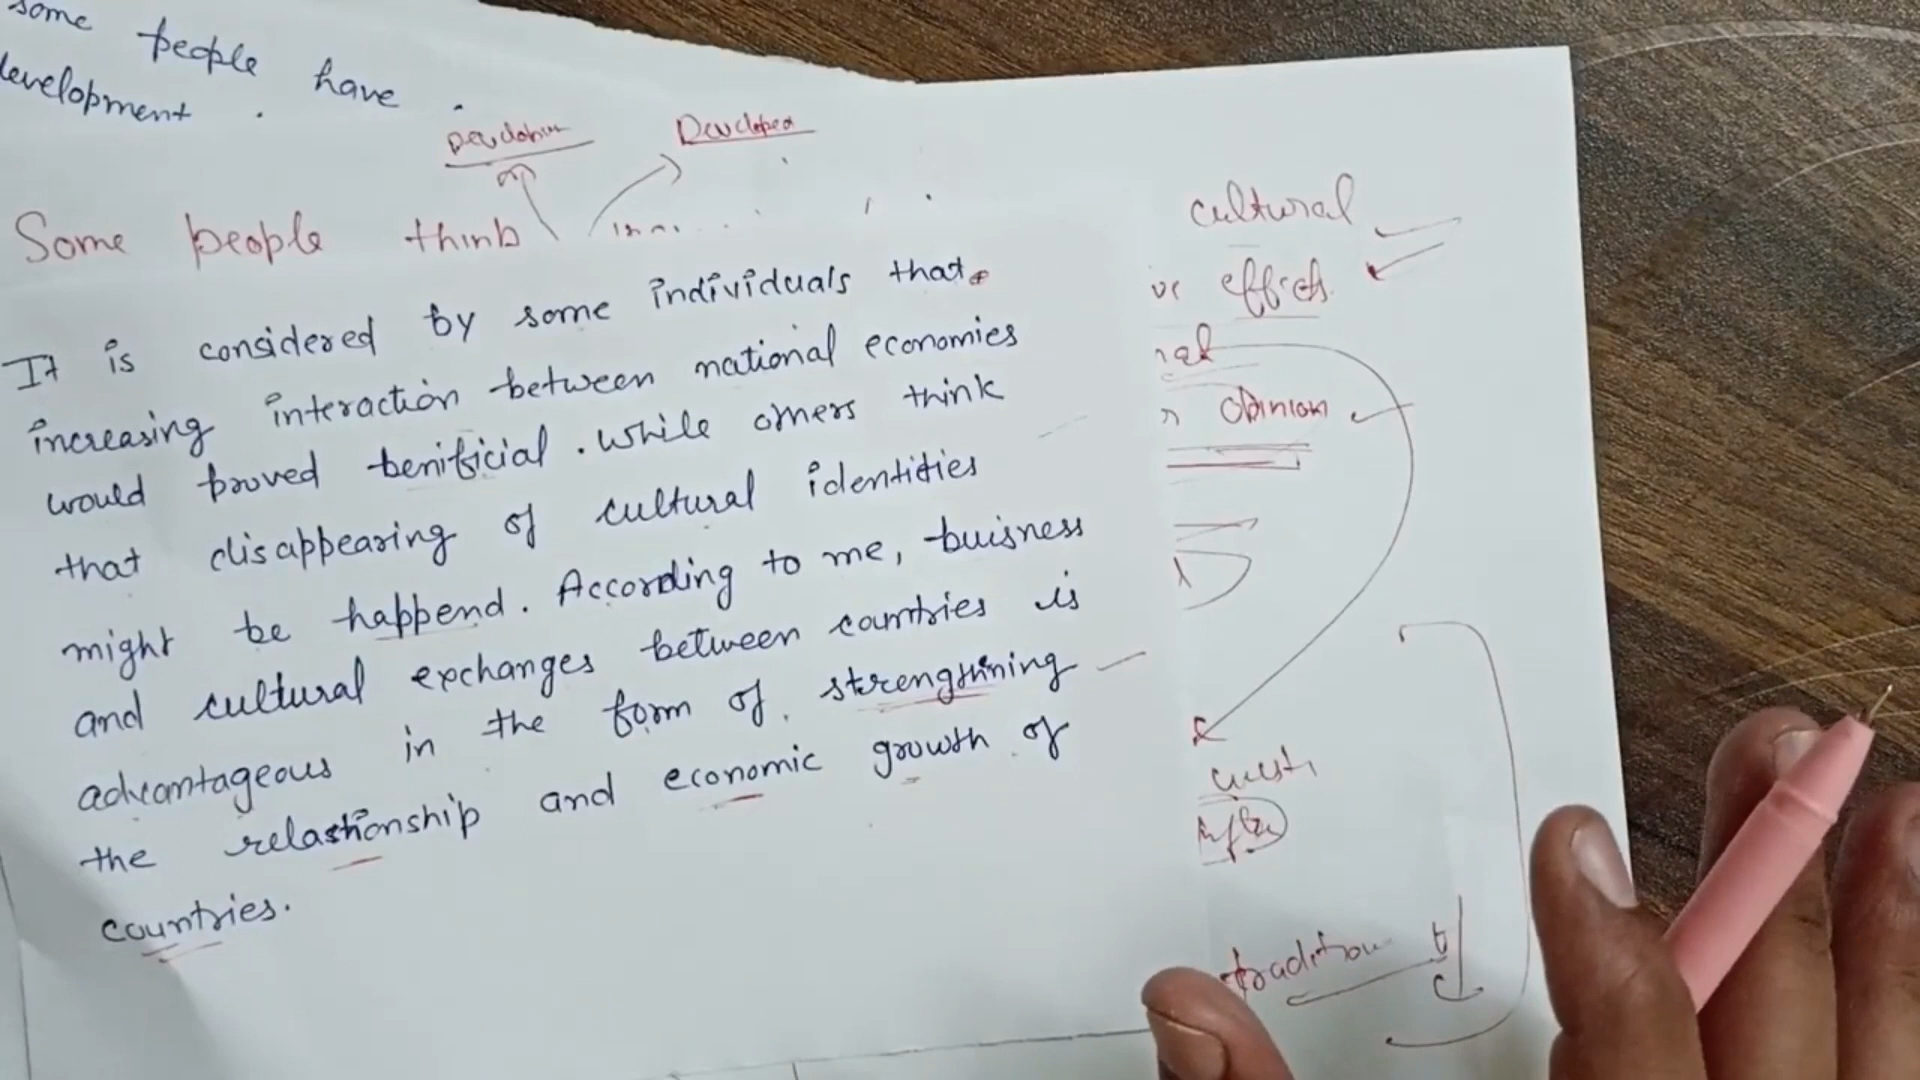 some people have .
development .
Developed
Some people think
It is considered by some individuals that
increasing interaction between national economies
would proved benificial . While others think
that disappearing of cultural identities
might be happend . According to me, buisness
and cultural exchanges between countries is
advantageous in the form of strengthining
the relationship and economic growth of
countries.
cultural
effects
opinion
tradition